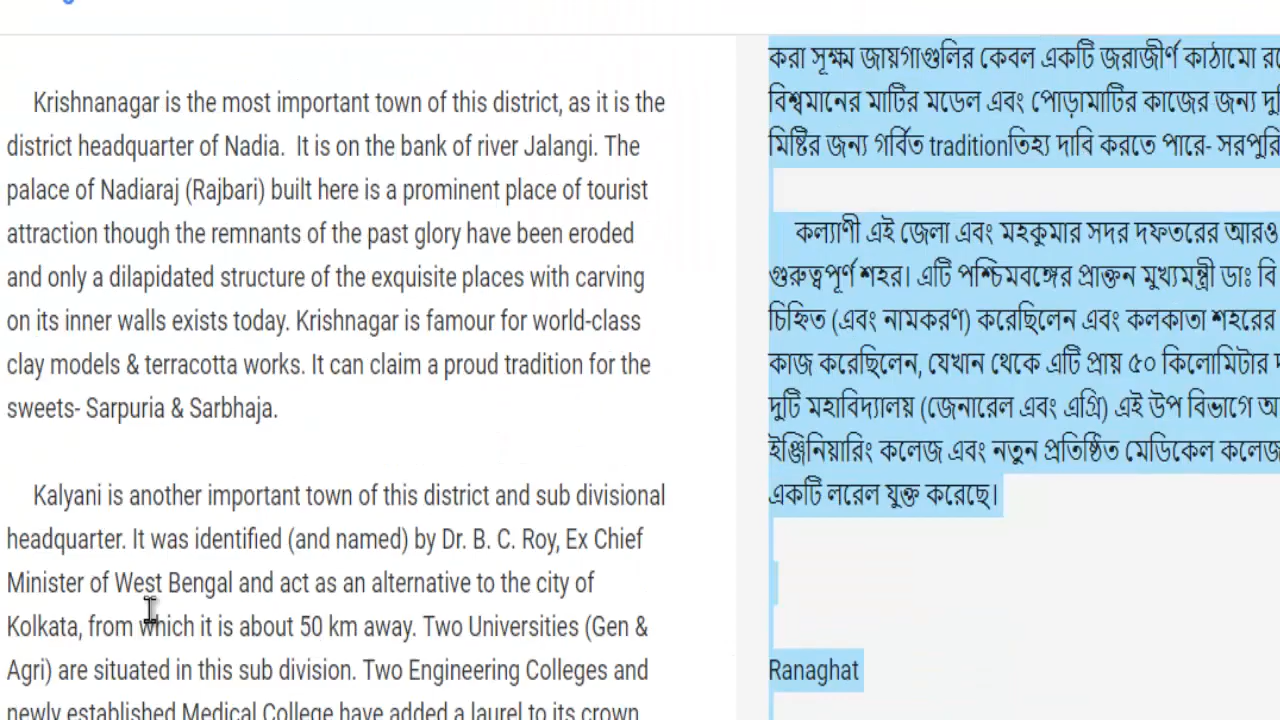 Krishnanagar is the most important town of this district, as it is the
district headquarter of Nadia.  It is on the bank of river Jalangi. The
palace of Nadiaraj (Rajbari) built here is a prominent place of tourist
attraction though the remnants of the past glory have been eroded
and only a dilapidated structure of the exquisite places with carving
on its inner walls exists today. Krishnagar is famour for world-class
clay models & terracotta works. It can claim a proud tradition for the
sweets- Sarpuria & Sarbhaja.
Kalyani is another important town of this district and sub divisional
headquarter. It was identified (and named) by Dr. B. C. Roy, Ex Chief
Minister of West Bengal and act as an alternative to the city of
Kolkata, from which it is about 50 km away. Two Universities (Gen &
Agri) are situated in this sub division. Two Engineering Colleges and
newly established Medical College have added a laurel to its crown
করা সূক্ষ্ম জায়গাগুলির কেবল একটি জরাজীর্ণ কাঠামো
বিশ্বমানের মাটির মডেল এবং পোড়ামাটির কাজের জন্য
মিষ্টির জন্য গর্বিত traditionতিহ্য দাবি করতে পারে- সরপুরি
কল্যাণী এই জেলা এবং মহকুমার সদর দফতরের আরও
গুরুত্বপূর্ণ শহর। এটি পশ্চিমবঙ্গের প্রাক্তন মুখ্যমন্ত্রী ডাঃ বি
চিহ্নিত (এবং নামকরণ) করেছিলেন এবং কলকাতা শহরের
কাজ করেছিলেন, যেখান থেকে এটি প্রায় ৫০ কিলোমিটার
দুটি মহাবিদ্যালয় (জেনারেল এবং এগ্রি) এই উপ বিভাগে
ইঞ্জিনিয়ারিং কলেজ এবং নতুন প্রতিষ্ঠিত মেডিকেল কলেজ
একটি লরেল যুক্ত করেছে।
Ranaghat